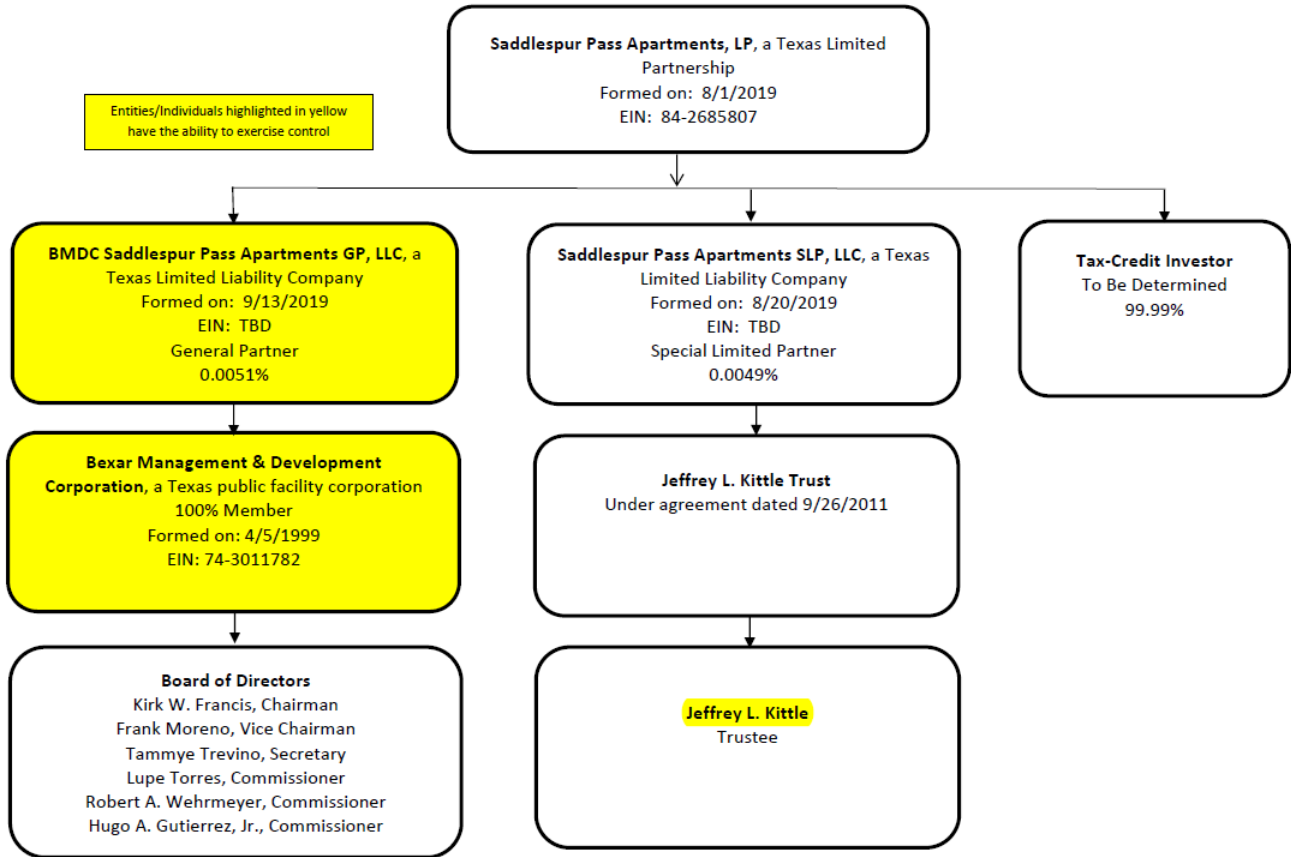 Saddlespur Pass Apartments, LP, a Texas Limited
Partnership
Formed on: 8/1/2019
EIN: 84-2685807
Entities/Individuals highlighted in yellow
have the ability to exercise control
BMDC Saddlespur Pass Apartments GP, LLC, a
Texas Limited Liability Company
Formed on: 9/13/2019
EIN: TBD
General Partner
0.0051%
Saddlespur Pass Apartments SLP, LLC, a Texas
Limited Liability Company
Formed on: 8/20/2019
EIN: TBD
Special Limited Partner
0.0049%
Tax-Credit Investor
To Be Determined
99.99%
Bexar Management & Development
Corporation, a Texas public facility corporation
100% Member
Formed on: 4/5/1999
EIN: 74-3011782
Jeffrey L. Kittle Trust
Under agreement dated 9/26/2011
Board of Directors
Kirk W. Francis, Chairman
Frank Moreno, Vice Chairman
Tammye Trevino, Secretary
Lupe Torres, Commissioner
Robert A. Wehrmeyer, Commissioner
Hugo A. Gutierrez, Jr., Commissioner
Jeffrey L. Kittle
Trustee